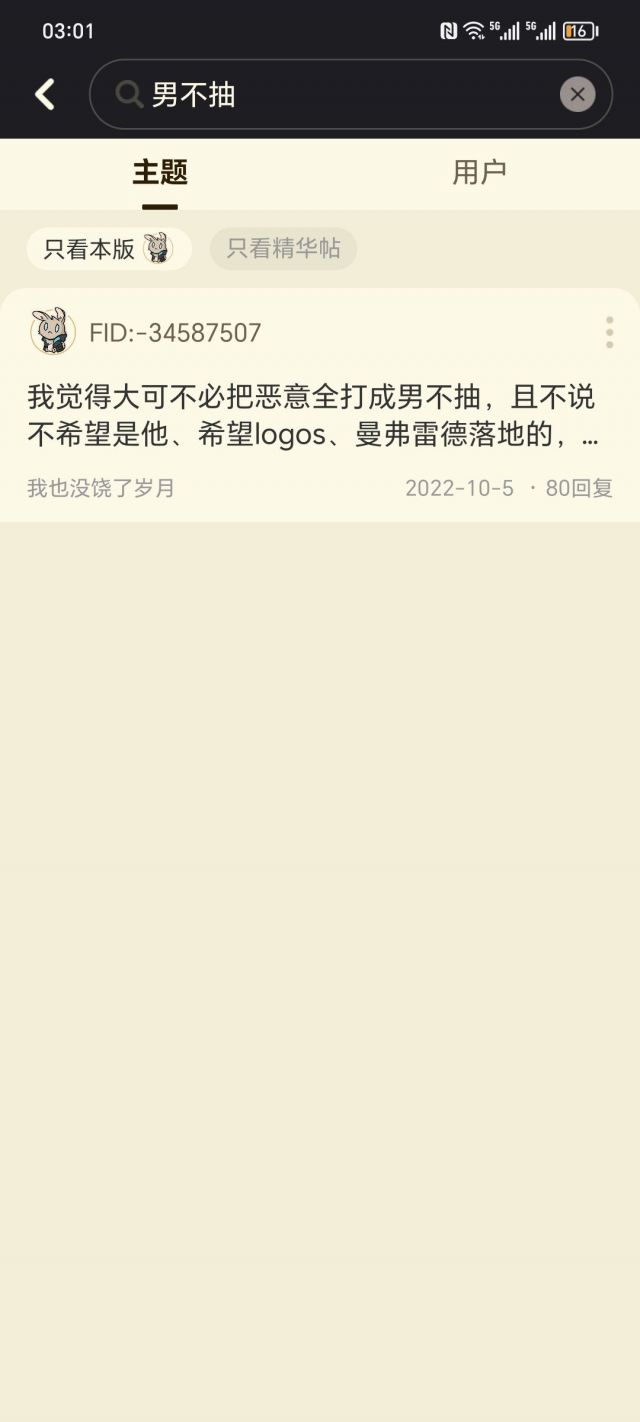 03:01
5G 5G 16
男不抽
主题
用户
只看本版
只看精华帖
FID:-34587507
我觉得大可不必把恶意全打成男不抽，且不说
不希望是他、希望logos、曼弗雷德落地的，...
我也没饶了岁月
2022-10-5 · 80回复